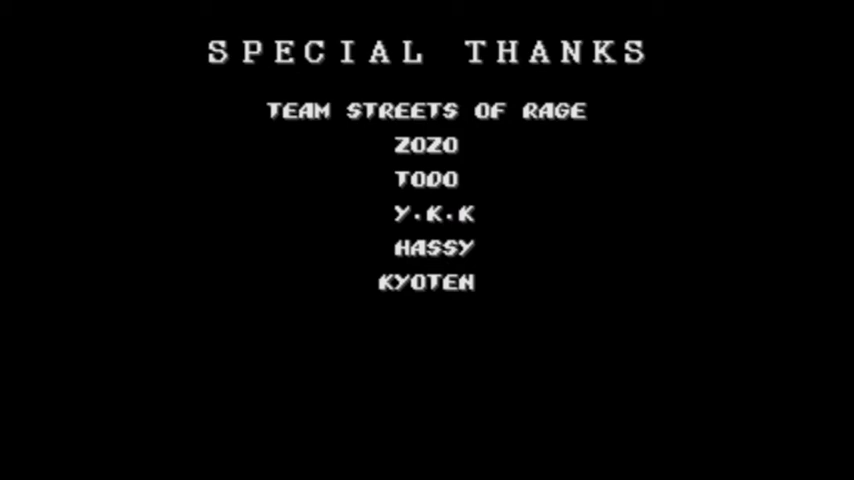 SPECIAL THANKS
TEAM STREETS OF RAGE
ZOZO
TODO
Y.K.K
HASSY
KYOTEN